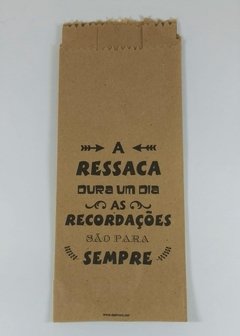 A
RESSACA
DURA UM DIA
AS
RECORDAÇÕES
SÃO PARA
SEMPRE